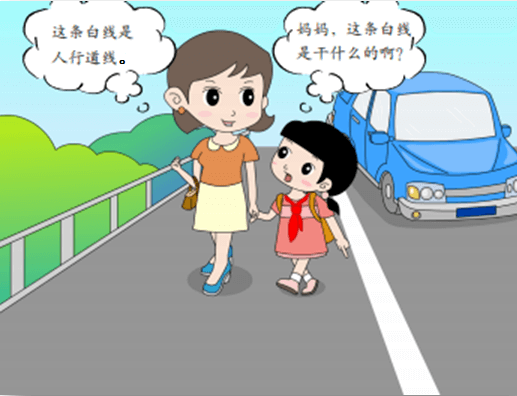 这条白线是
人行道线。
妈妈，这条白线
是干什么的啊？